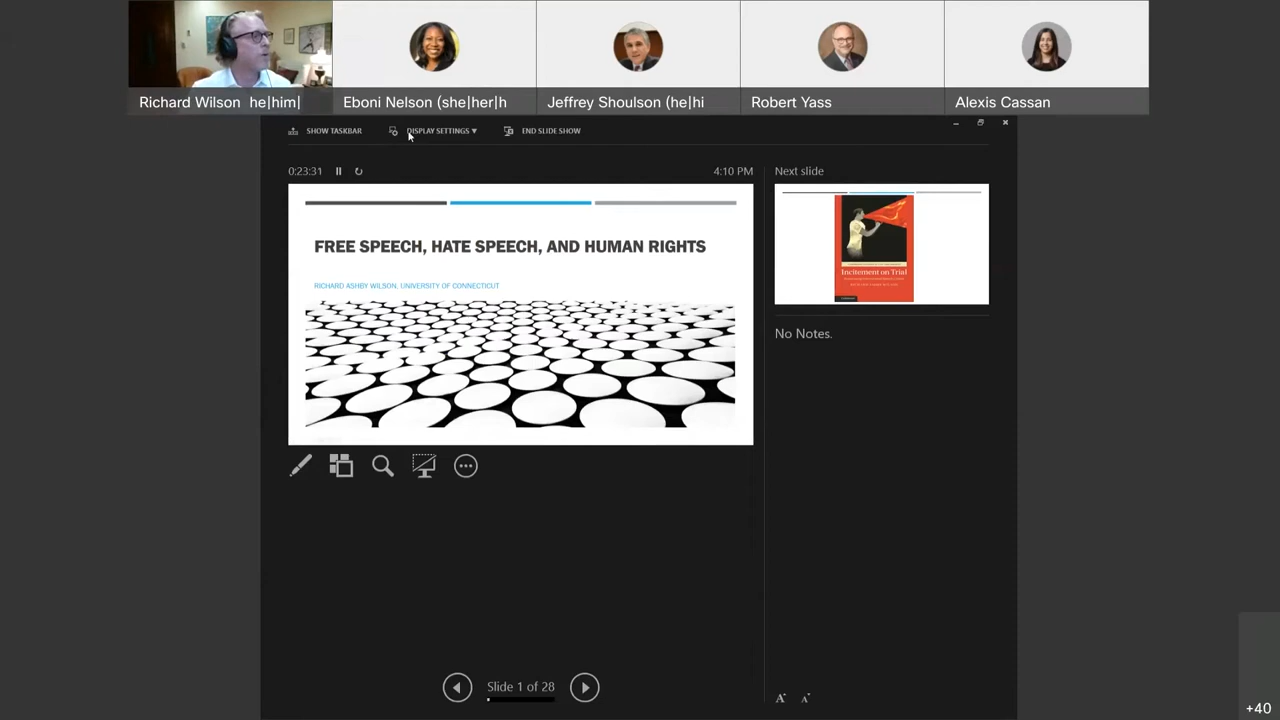 Richard Wilson he|him|
Eboni Nelson (she|her|h
Jeffrey Shoulson (he|hi
Robert Yass
Alexis Cassan
SHOW TASKBAR
DISPLAY SETTINGS ▼
END SLIDE SHOW
0:23:31
4:10 PM
Next slide
FREE SPEECH, HATE SPEECH, AND HUMAN RIGHTS
RICHARD ASHBY WILSON, UNIVERSITY OF CONNECTICUT
Incitement on Trial
No Notes.
Slide 1 of 28
A A
+40